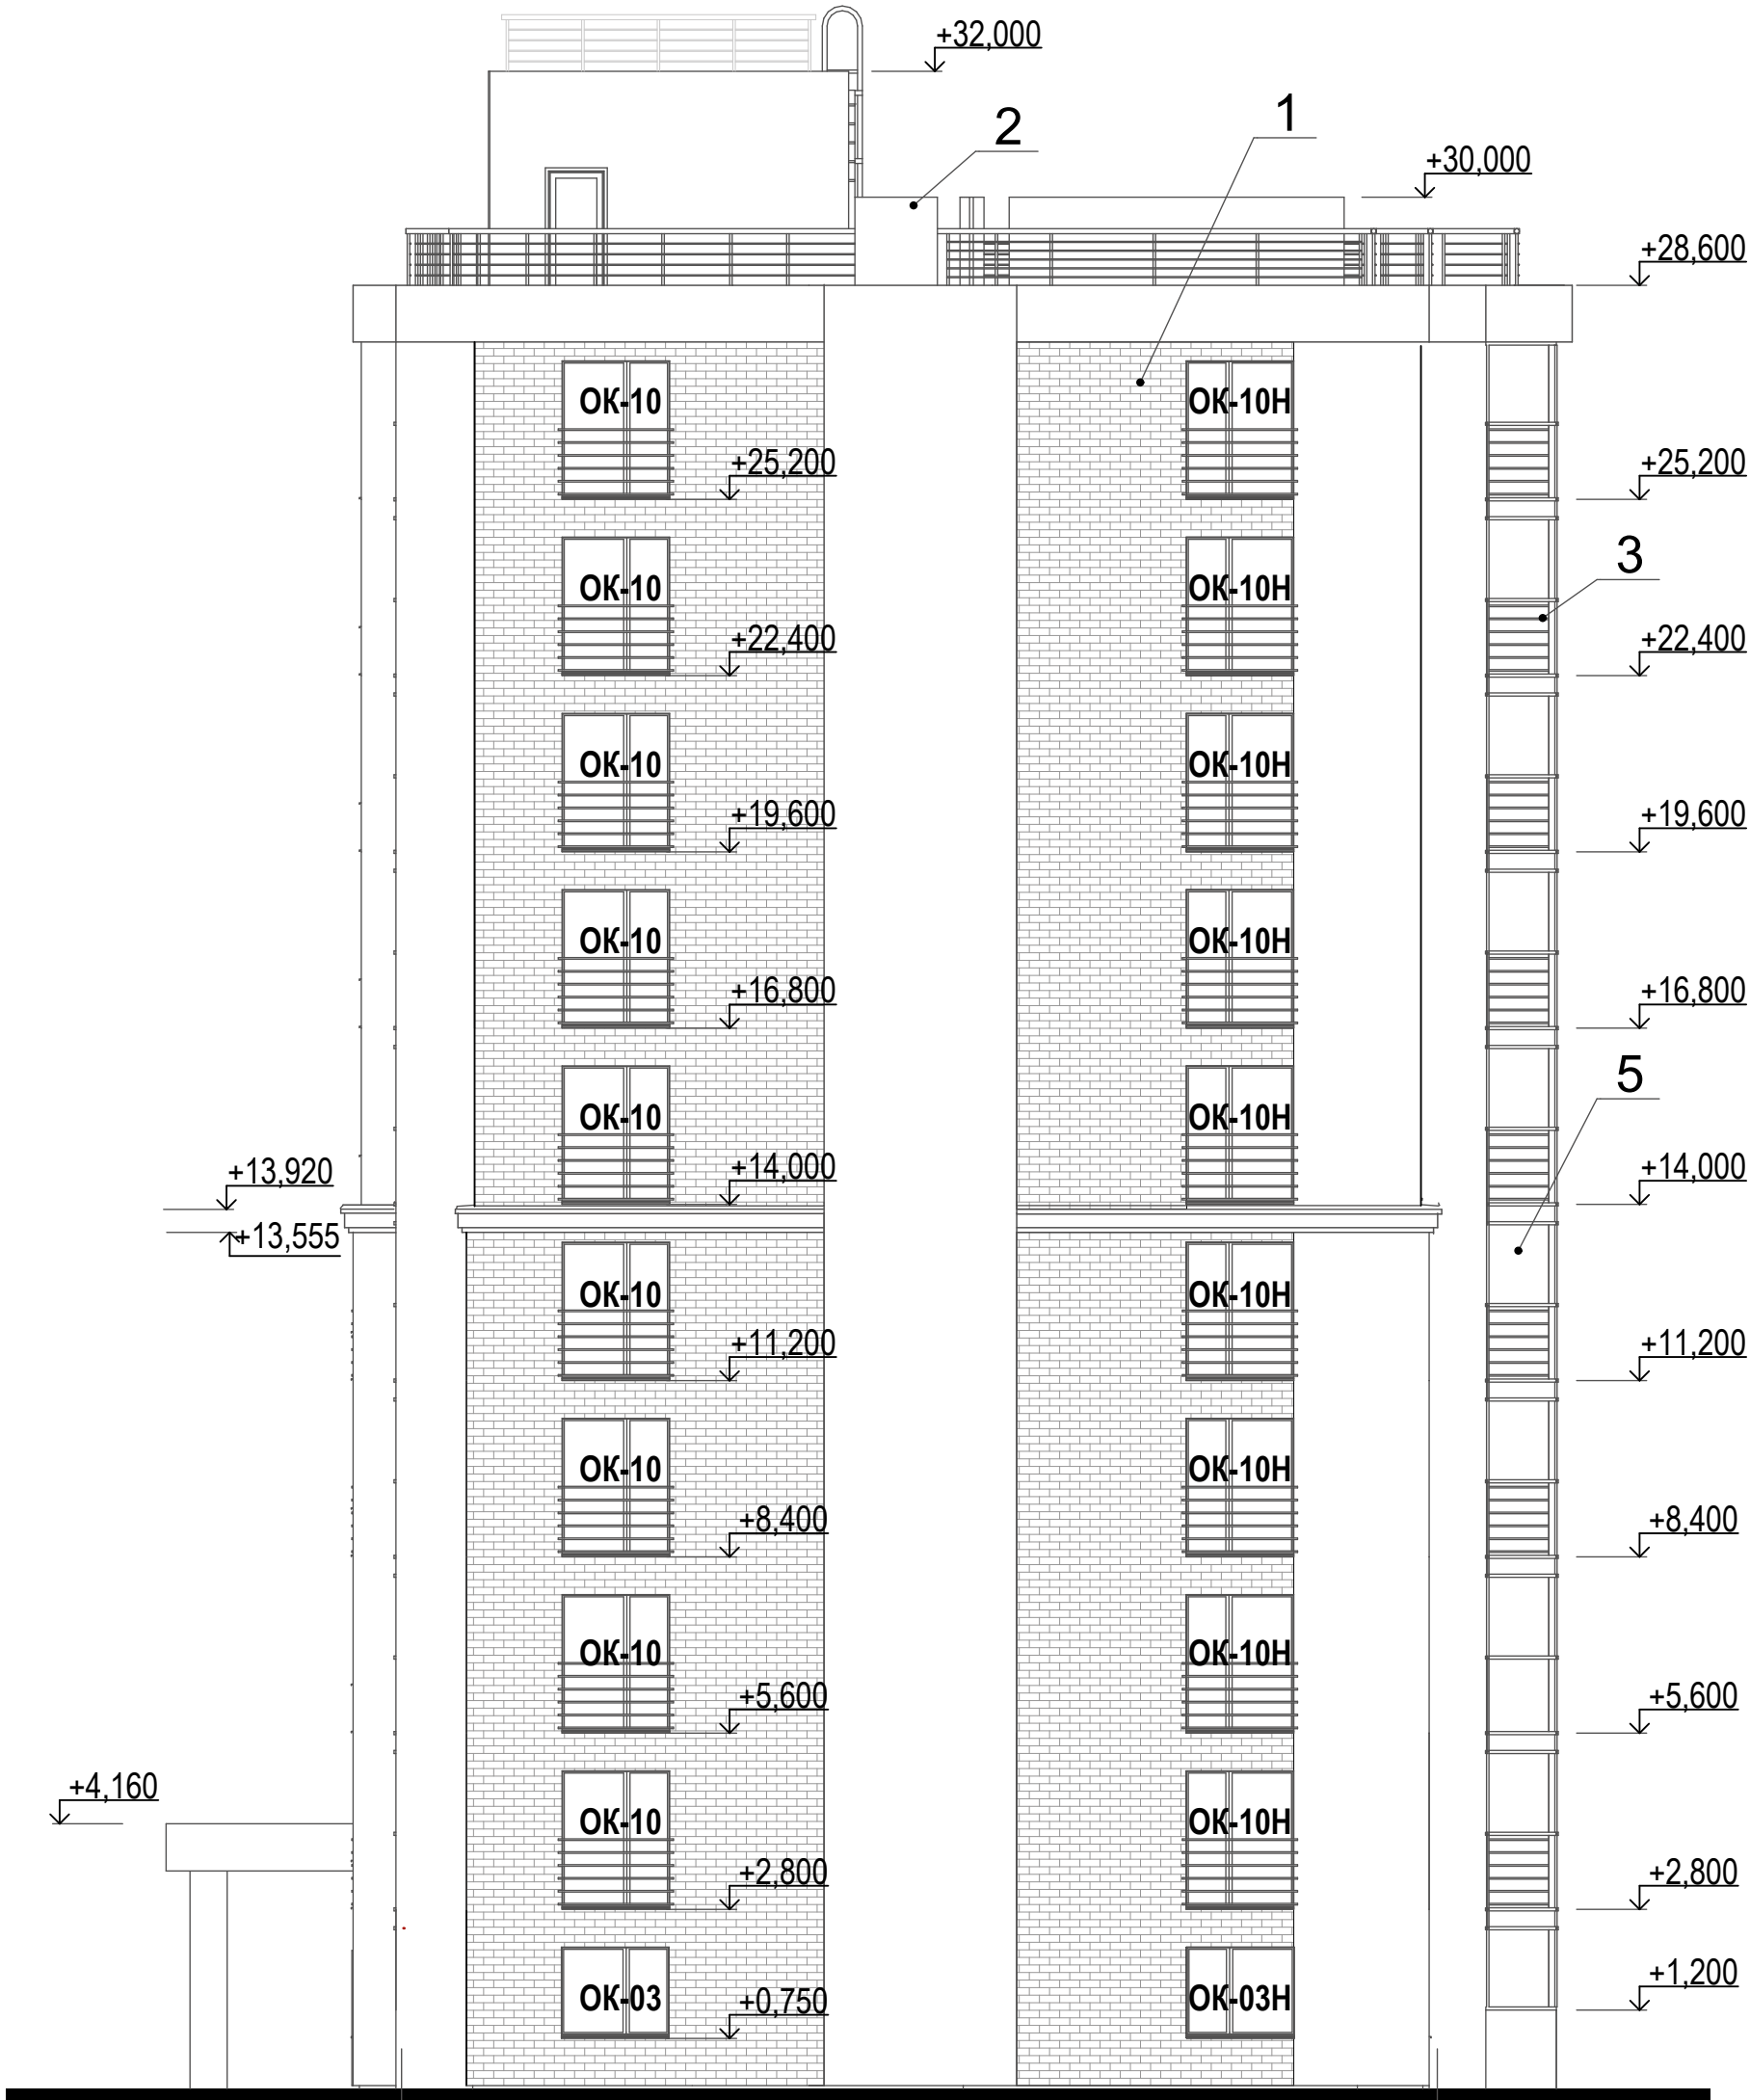 +32,000
2
1
+30,000
+28,600
ОК-10
ОК-10Н
+25,200
+25,200
3
ОК-10
ОК-10Н
+22,400
+22,400
ОК-10
ОК-10Н
+19,600
+19,600
ОК-10
ОК-10Н
+16,800
+16,800
5
ОК-10
ОК-10Н
+13,920
+14,000
+14,000
+13,555
ОК-10
ОК-10Н
+11,200
+11,200
ОК-10
ОК-10Н
+8,400
+8,400
ОК-10
ОК-10Н
+5,600
+5,600
+4,160
ОК-10
ОК-10Н
+2,800
+2,800
+1,200
ОК-03
+0,750
ОК-03Н